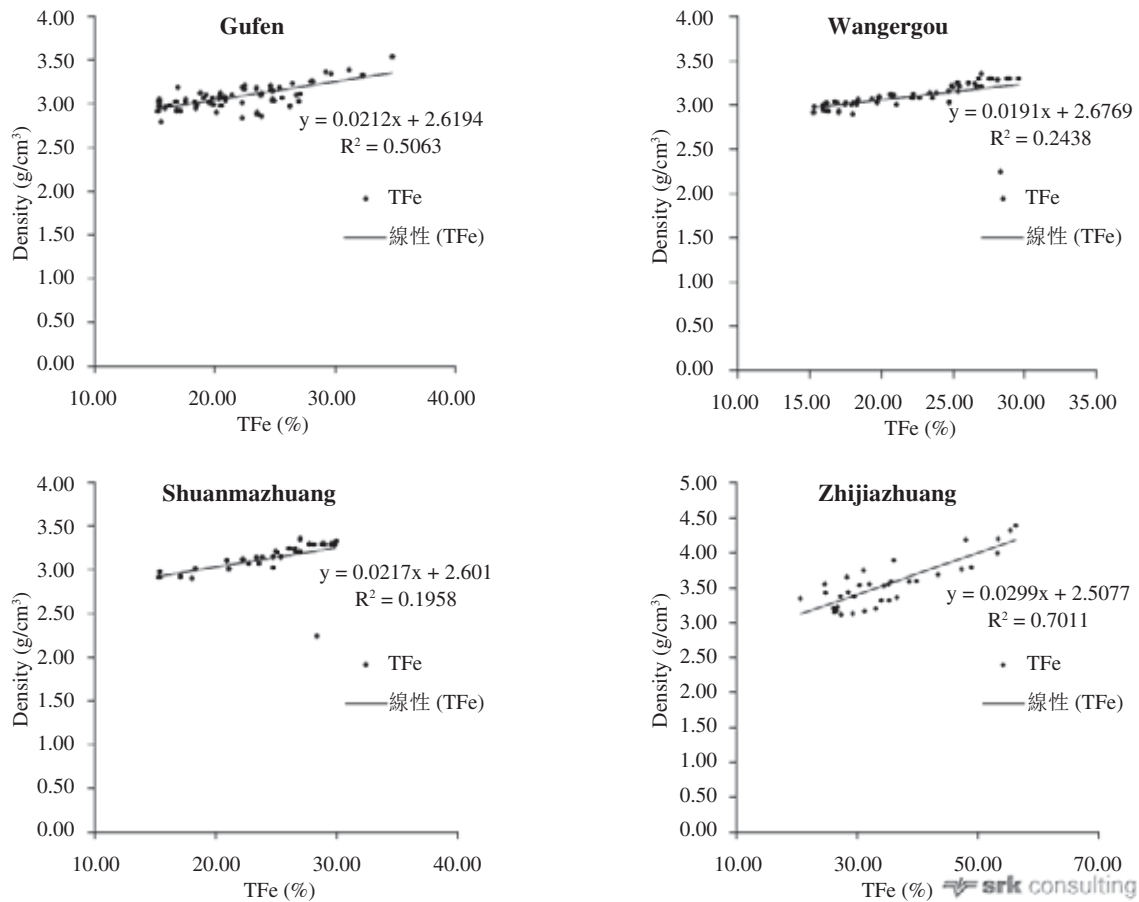 Gufen
4.00
3.50
3.00
2.50
2.00
1.50
1.00
0.50
0.00
Density (g/cm³)
10.00 20.00 30.00 40.00
TFe (%)
y = 0.0212x + 2.6194
R² = 0.5063
TFe
線性 (TFe)
Wangergou
4.00
3.50
3.00
2.50
2.00
1.50
1.00
0.50
0.00
Density (g/cm³)
10.00 15.00 20.00 25.00 30.00 35.00
TFe (%)
y = 0.0191x + 2.6769
R² = 0.2438
TFe
線性 (TFe)
Shuanmazhuang
4.00
3.50
3.00
2.50
2.00
1.50
1.00
0.50
0.00
Density (g/cm³)
10.00 20.00 30.00 40.00
TFe (%)
y = 0.0217x + 2.601
R² = 0.1958
TFe
線性 (TFe)
Zhijiazhuang
5.00
4.50
4.00
3.50
3.00
2.50
2.00
1.50
1.00
0.50
0.00
Density (g/cm³)
10.00 30.00 50.00 70.00
TFe (%)
y = 0.0299x + 2.5077
R² = 0.7011
TFe
線性 (TFe)
srk consulting